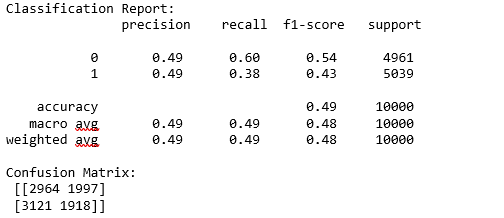 Classification Report:
precision recall f1-score support
0 0.49 0.60 0.54 4961
1 0.49 0.38 0.43 5039
accuracy 0.49 10000
macro avg 0.49 0.49 0.48 10000
weighted avg 0.49 0.49 0.48 10000
Confusion Matrix:
[[2964 1997]
[3121 1918]]